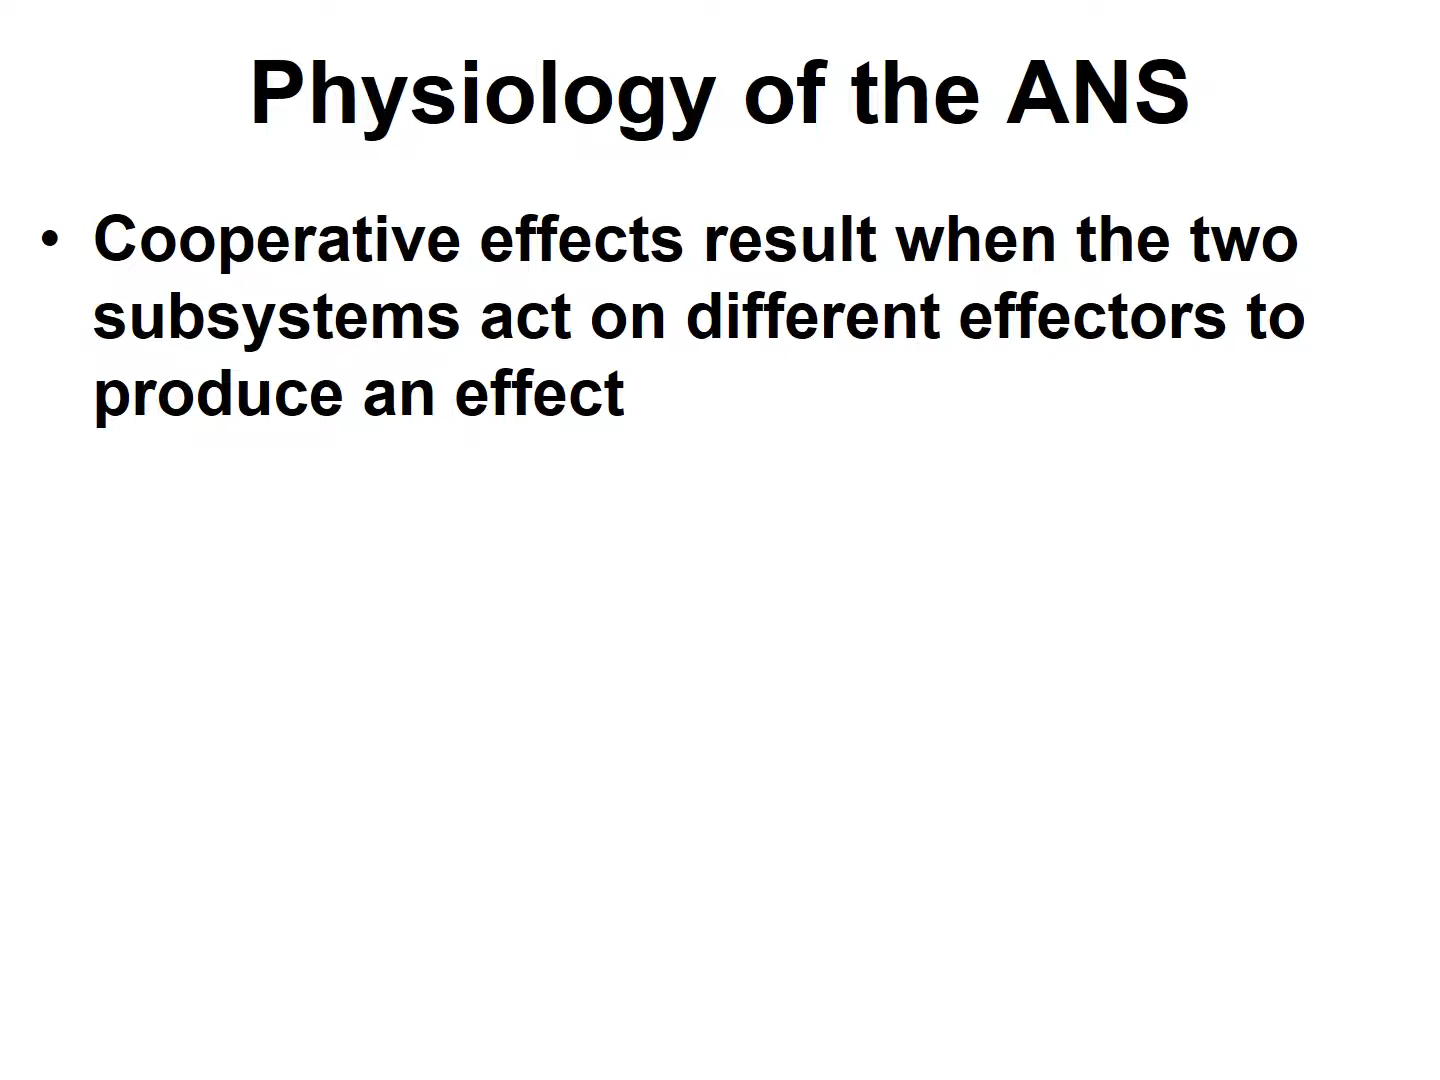 Physiology of the ANS
• Cooperative effects result when the two
subsystems act on different effectors to
produce an effect